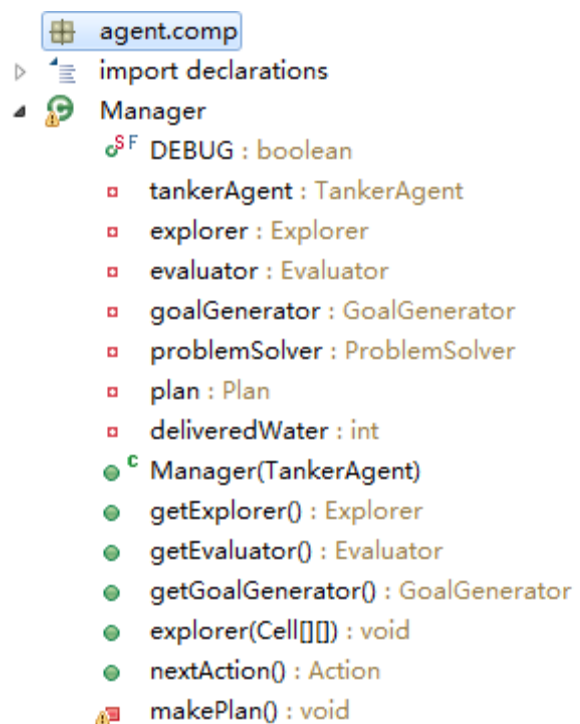 agent.comp
import declarations
Manager
S F DEBUG : boolean
tankerAgent : TankerAgent
explorer : Explorer
evaluator : Evaluator
goalGenerator : GoalGenerator
problemSolver : ProblemSolver
plan : Plan
deliveredWater : int
C Manager(TankerAgent)
getExplorer() : Explorer
getEvaluator() : Evaluator
getGoalGenerator() : GoalGenerator
explorer(Cell[][]) : void
nextAction() : Action
makePlan() : void